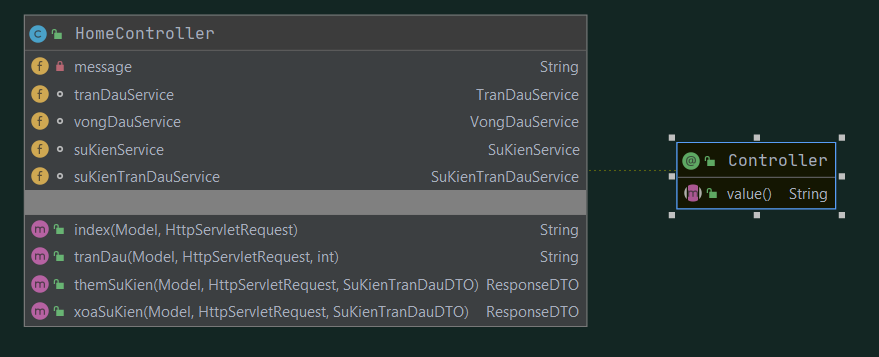 HomeController
message String
tranDauService TranDauService
vongDauService VongDauService
suKienService SuKienService
suKienTranDauService SuKienTranDauService
index(Model, HttpServletRequest) String
tranDau(Model, HttpServletRequest, int) String
themSuKien(Model, HttpServletRequest, SuKienTranDauDTO) ResponseDTO
xoaSuKien(Model, HttpServletRequest, SuKienTranDauDTO) ResponseDTO
Controller
value() String